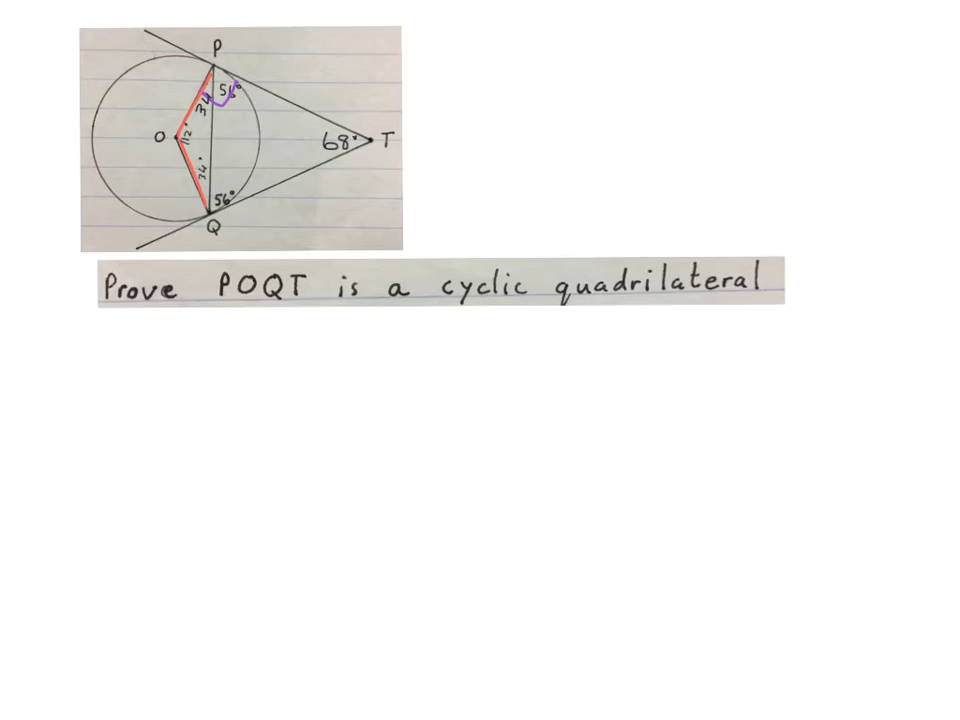 P
56°
34
O
112°
68°
T
34°
56°
Q
Prove POQT is a cyclic quadrilateral